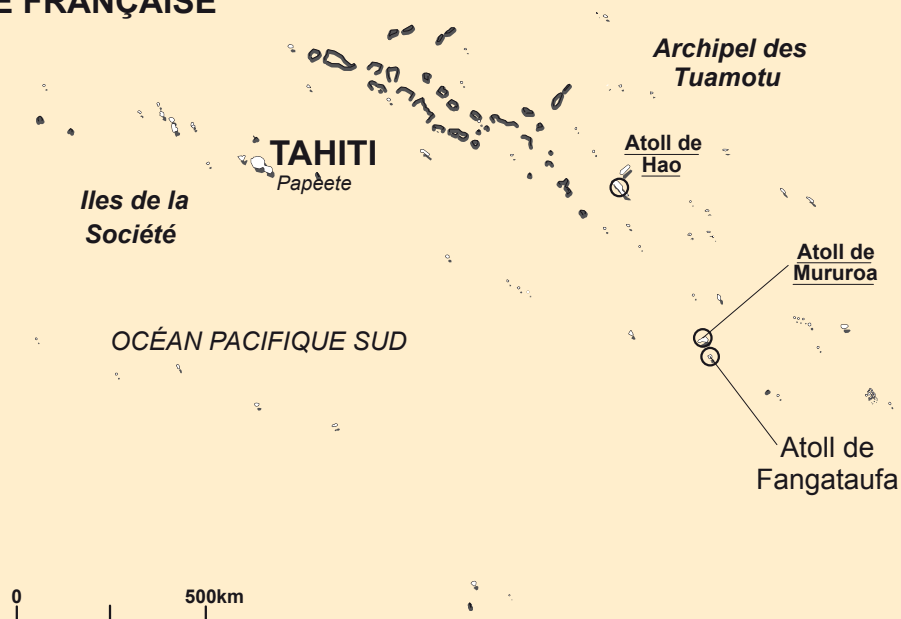 E FRANÇAISE
Archipel des
Tuamotu
TAHITI
Papeete
Atoll de
Hao
Iles de la
Société
Atoll de
Mururoa
OCÉAN PACIFIQUE SUD
Atoll de
Fangataufa
0
500km